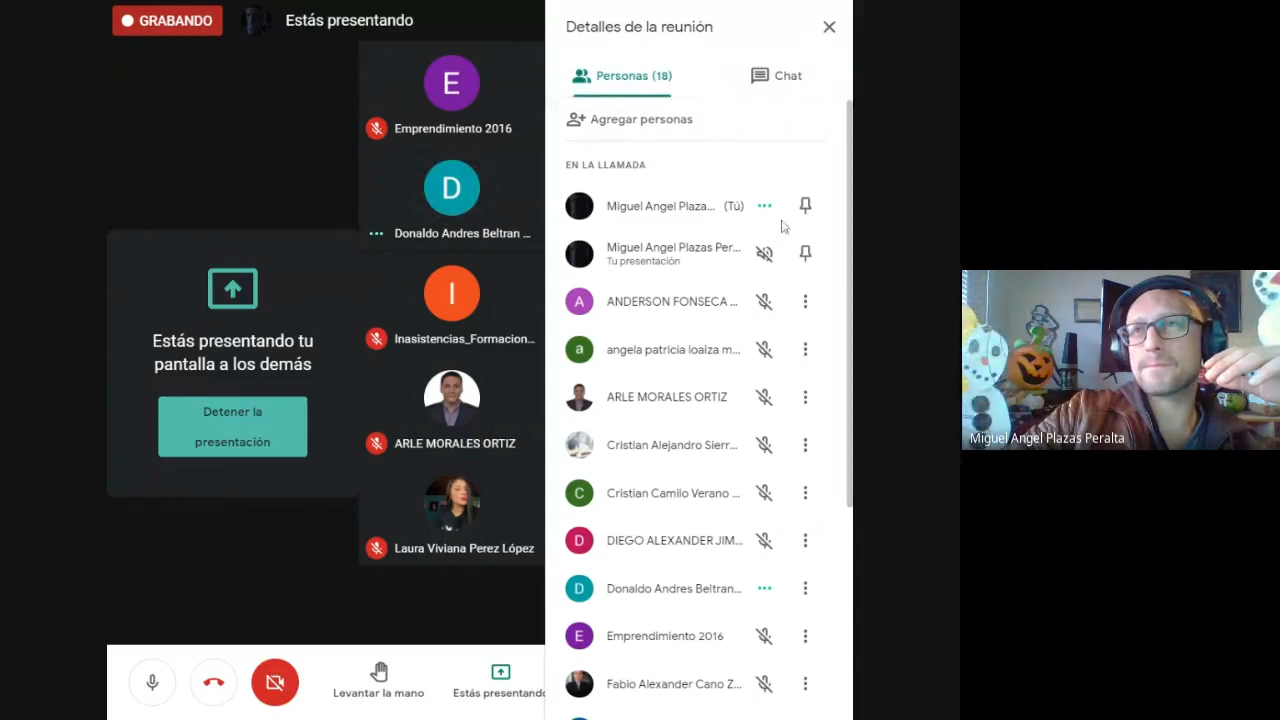 GRABANDO
Estás presentando
E
Emprendimiento 2016
D
Donaldo Andres Beltran ...
I
Inasistencias_Formacion...
ARLE MORALES ORTIZ
Laura Viviana Perez López
Estás presentando tu
pantalla a los demás
Detener la
presentación
Levantar la mano
Estás presentando
Detalles de la reunión
Personas (18)
Chat
Agregar personas
EN LA LLAMADA
Miguel Angel Plaza... (Tú)
Miguel Angel Plazas Per...
Tu presentación
A
ANDERSON FONSECA ...
a
angela patricia loaiza m...
ARLE MORALES ORTIZ
Cristian Alejandro Sierr...
C
Cristian Camilo Verano ...
D
DIEGO ALEXANDER JIM...
D
Donaldo Andres Beltran...
E
Emprendimiento 2016
Fabio Alexander Cano Z...
Miguel Angel Plazas Peralta